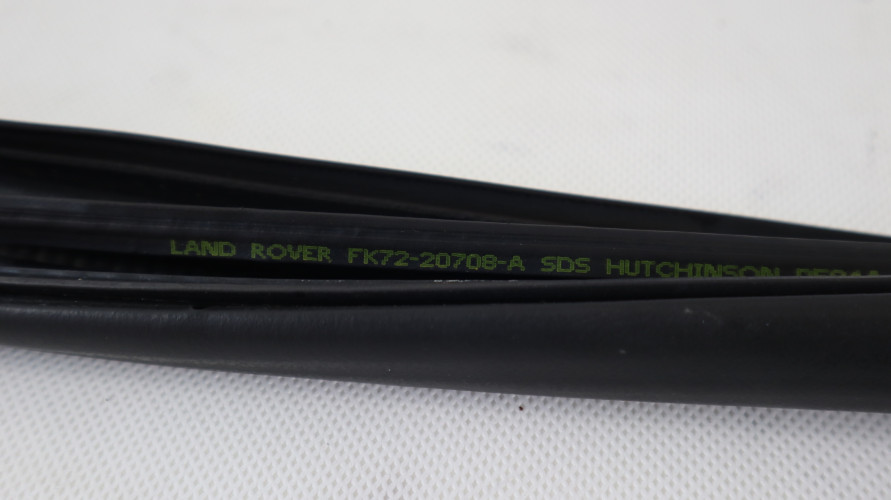 LAND ROVER FK72-20708-A SDS HUTCHINSON